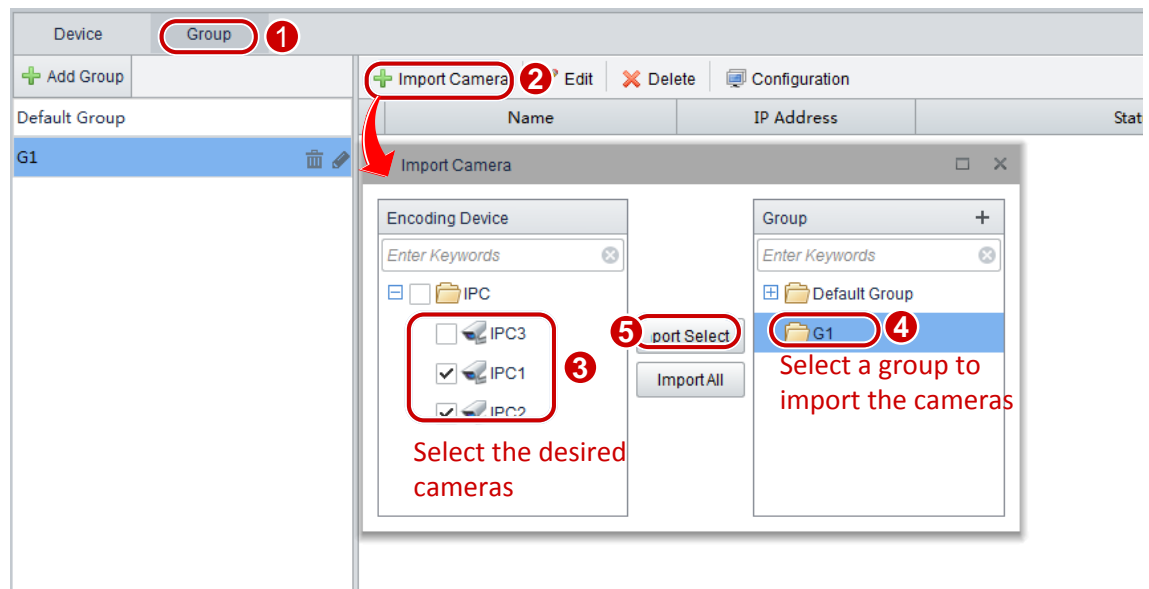 Device Group 1
Add Group Import Camera 2 Edit Delete Configuration
Default Group Name IP Address Stat
G1 Import Camera
Encoding Device Group
Enter Keywords Enter Keywords
IPC Default Group
IPC3 5 port Select G1 4
IPC1 3 Import All Select a group to
IPC2 import the cameras
Select the desired
cameras